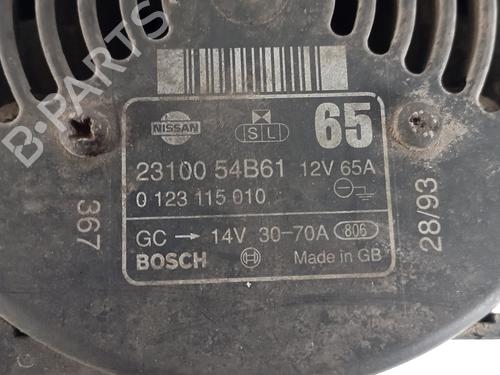 B-PARTS
NISSAN
S L
65
23100 54B61 12V 65A
0 123 115 010
GC → 14V 30-70A 806
BOSCH Made in GB
367
28/93